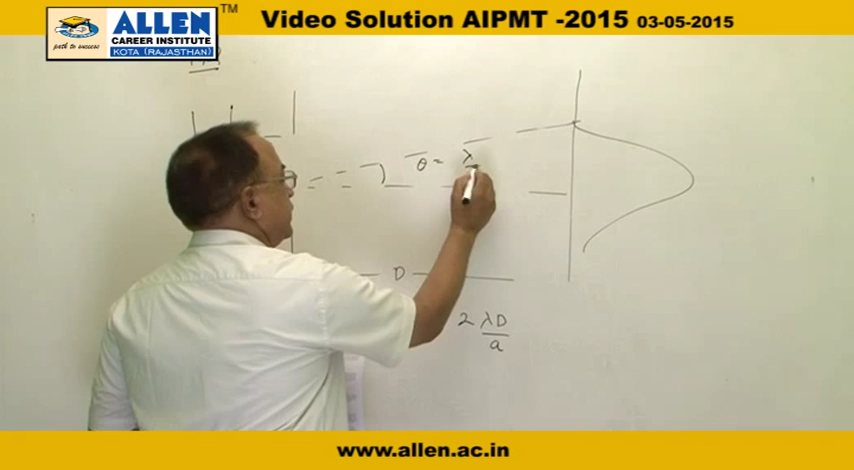 ALLEN
CAREER INSTITUTE
KOTA (RAJASTHAN)
path to success
TM
Video Solution AIPMT -2015 03-05-2015
θ = λ
D
2 λD
a
www.allen.ac.in